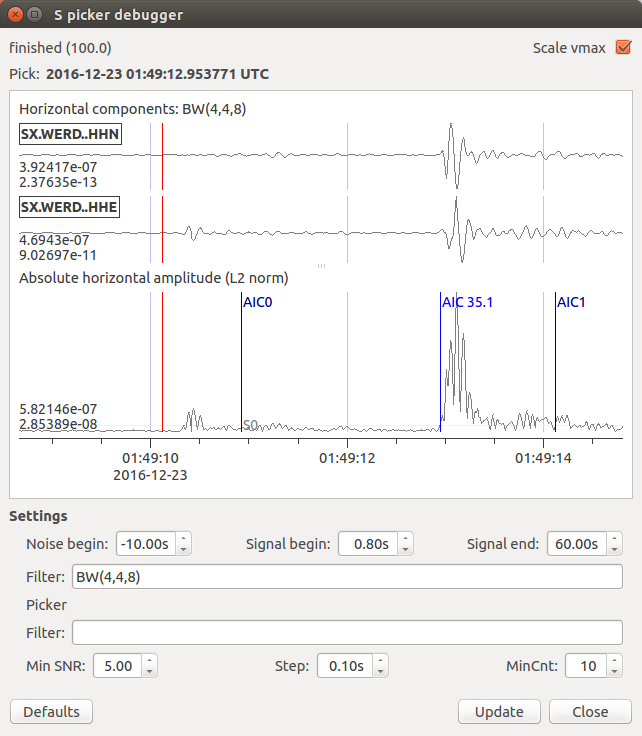 S picker debugger
finished (100.0)
Scale vmax
Pick: 2016-12-23 01:49:12.953771 UTC
Horizontal components: BW(4,4,8)
SX.WERD..HHN
3.92417e-07
2.37635e-13
SX.WERD..HHE
4.6943e-07
9.02697e-11
Absolute horizontal amplitude (L2 norm)
AIC0
AIC 35.1
AIC1
5.82146e-07
2.85389e-08
S0
01:49:10
01:49:12
01:49:14
2016-12-23
Settings
Noise begin: -10.00s
Signal begin: 0.80s
Signal end: 60.00s
Filter: BW(4,4,8)
Picker
Filter:
Min SNR: 5.00
Step: 0.10s
MinCnt: 10
Defaults
Update
Close